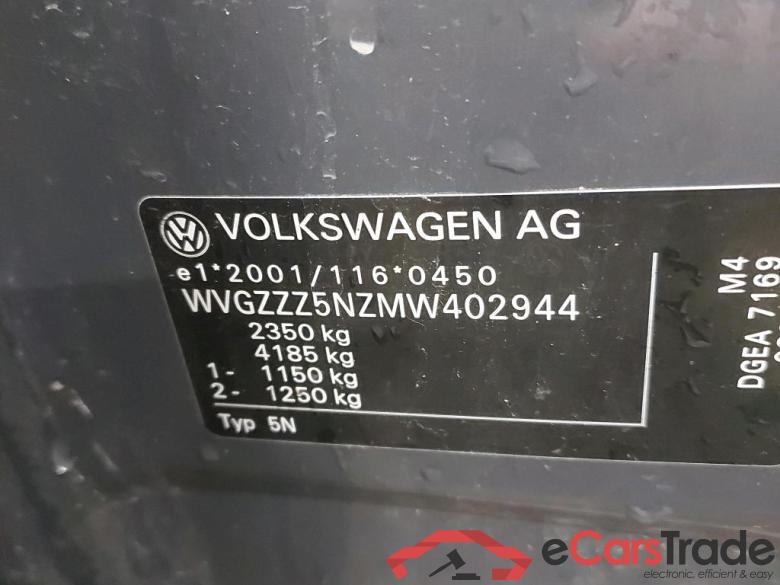 VOLKSWAGEN AG
e1*2001/116*0450
WVGZZZ5NZMW402944
2350 kg
4185 kg
1- 1150 kg
2- 1250 kg
Typ 5N
M4
DGEA 7169
eCarsTrade
electronic, efficient & easy